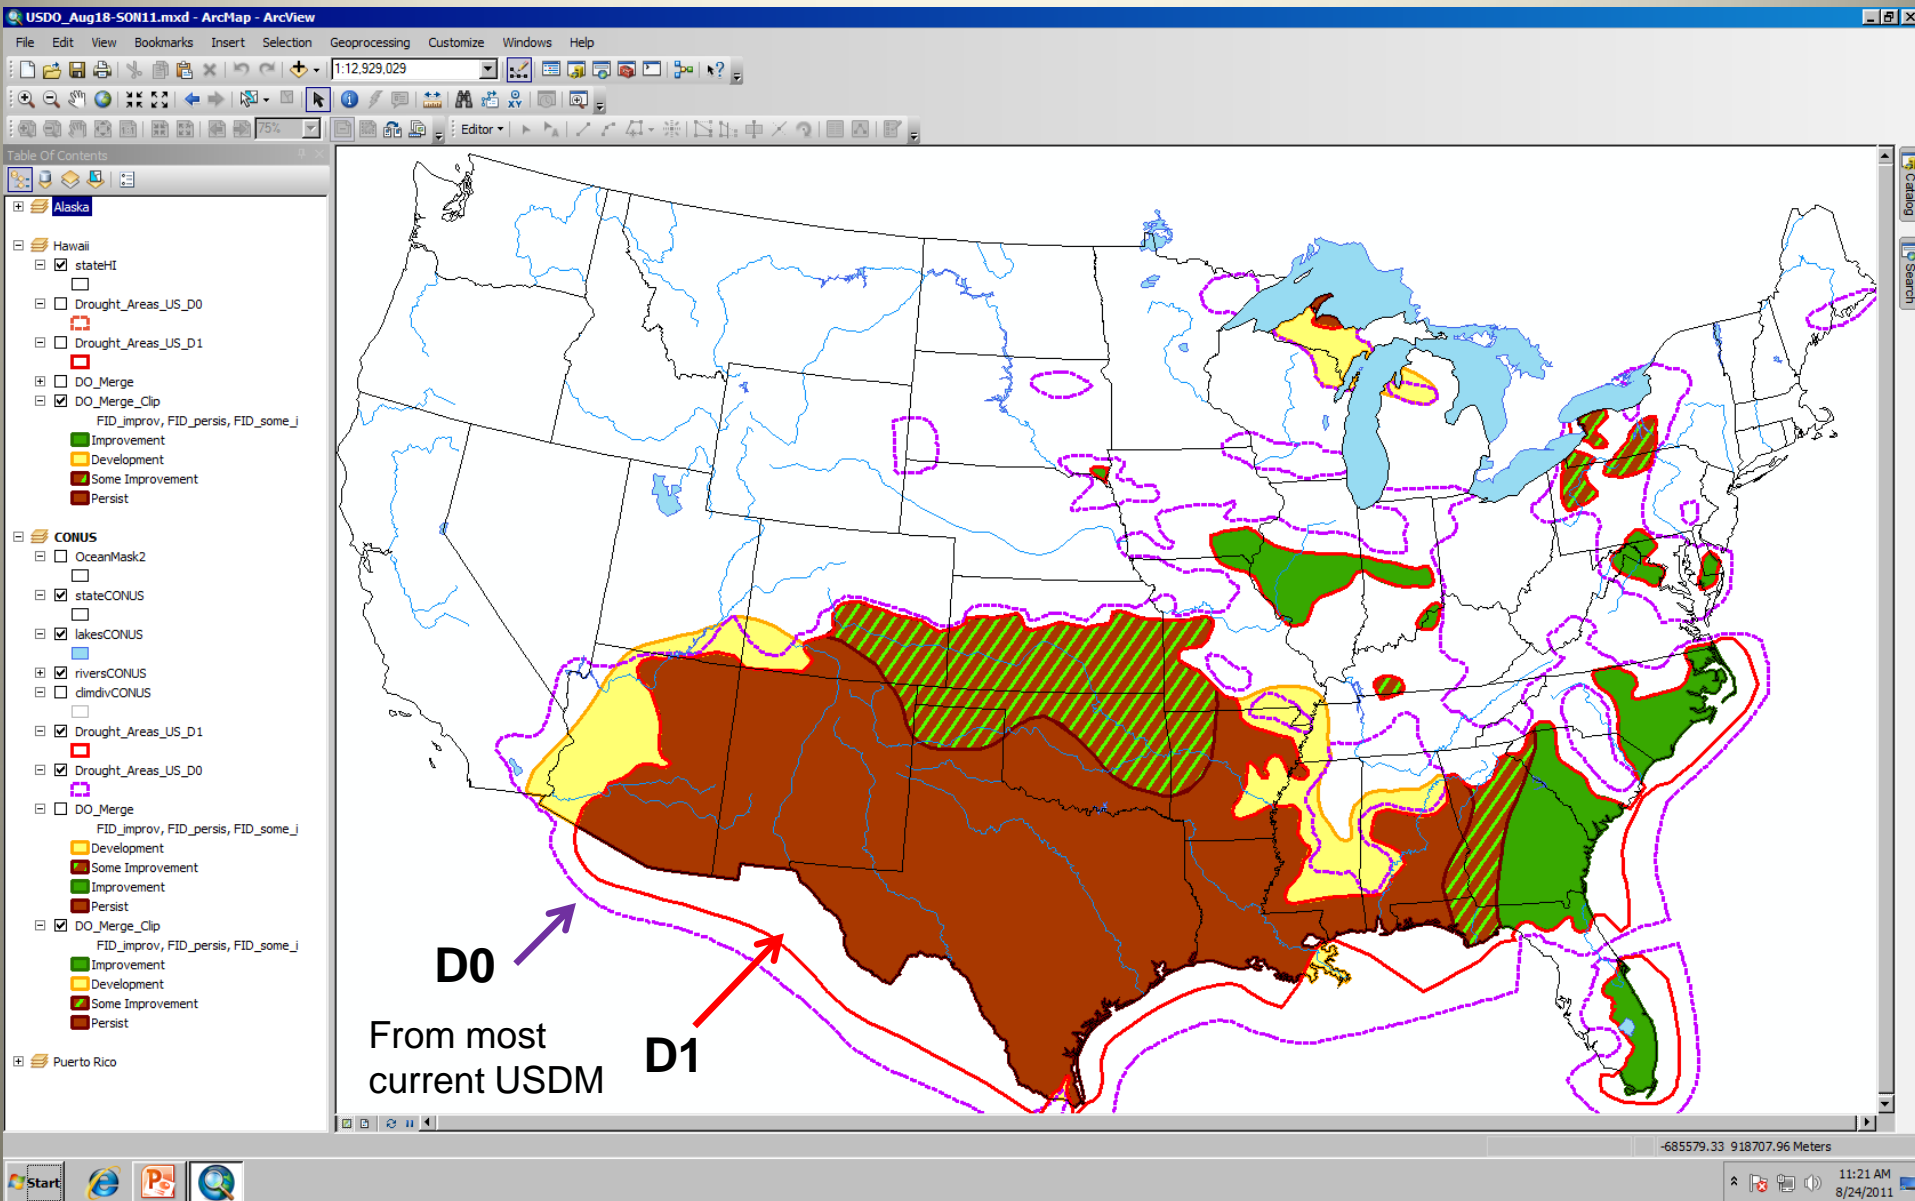 USDO_Aug18-SON11.mxd - ArcMap - ArcView
File Edit View Bookmarks Insert Selection Geoprocessing Customize Windows Help
1:12,929,029
75%
Editor
Table Of Contents
Alaska
Hawaii
stateHI
Drought_Areas_US_D0
Drought_Areas_US_D1
DO_Merge
DO_Merge_Clip
FID_improv, FID_persis, FID_some_i
Improvement
Development
Some Improvement
Persist
CONUS
OceanMask2
stateCONUS
lakesCONUS
riversCONUS
climdivCONUS
Drought_Areas_US_D1
Drought_Areas_US_D0
DO_Merge
FID_improv, FID_persis, FID_some_i
Development
Some Improvement
Improvement
Persist
DO_Merge_Clip
FID_improv, FID_persis, FID_some_i
Improvement
Development
Some Improvement
Persist
Puerto Rico
D0
D1
From most
current USDM
Catalog
Search
-685579.33 918707.96 Meters
Start
11:21 AM
8/24/2011